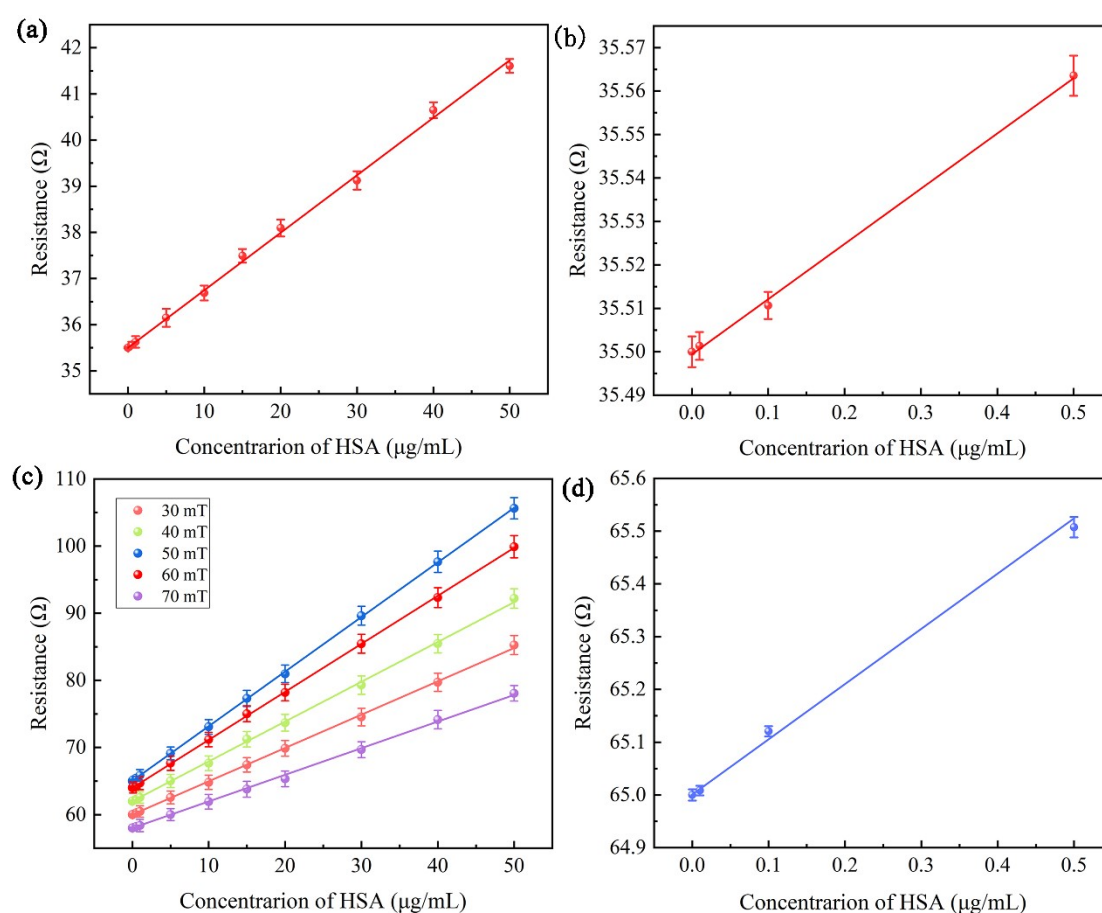 (a)
42
41
40
39
38
37
36
35
Resistance (Ω)
0 10 20 30 40 50
Concentrarion of HSA (μg/mL)
(b)
35.57
35.56
35.55
35.54
35.53
35.52
35.51
35.50
35.49
Resistance (Ω)
0.0 0.1 0.2 0.3 0.4 0.5
Concentrarion of HSA (μg/mL)
(c)
110
100
90
80
70
60
Resistance (Ω)
30 mT
40 mT
50 mT
60 mT
70 mT
0 10 20 30 40 50
Concentrarion of HSA (μg/mL)
(d)
65.6
65.5
65.4
65.3
65.2
65.1
65.0
64.9
Resistance (Ω)
0.0 0.1 0.2 0.3 0.4 0.5
Concentrarion of HSA (μg/mL)